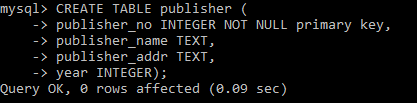 mysql> CREATE TABLE publisher (
    -> publisher_no INTEGER NOT NULL primary key,
    -> publisher_name TEXT,
    -> publisher_addr TEXT,
    -> year INTEGER);
Query OK, 0 rows affected (0.09 sec)